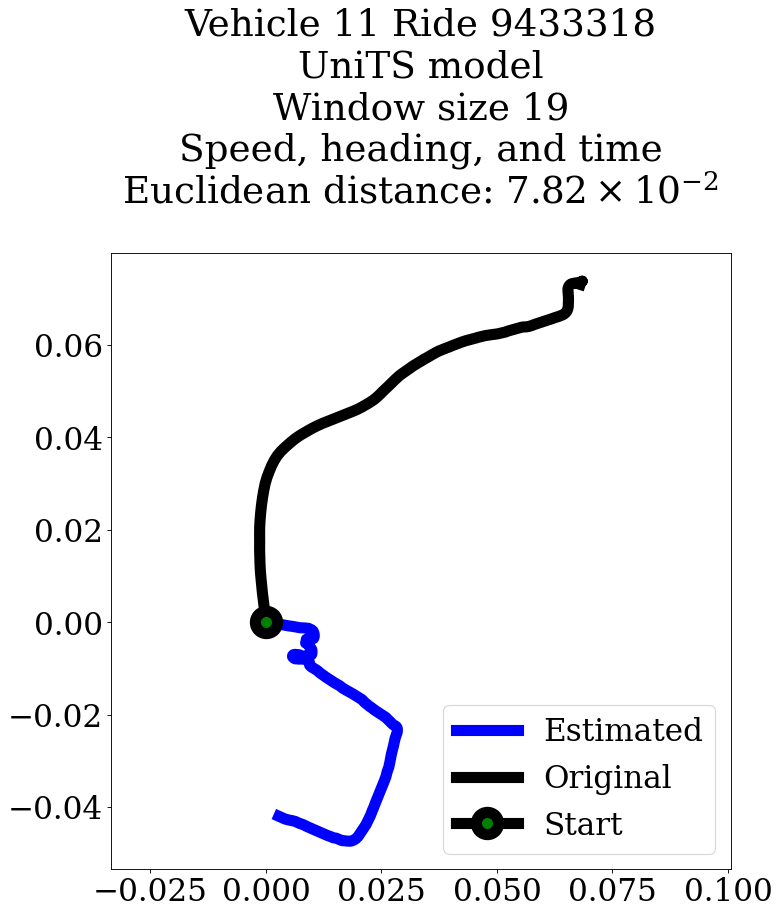 Vehicle 11 Ride 9433318
UniTS model
Window size 19
Speed, heading, and time
Euclidean distance: 7.82 × 10⁻²
0.06
0.04
0.02
0.00
−0.02
−0.04
Estimated
Original
Start
−0.025 0.000 0.025 0.050 0.075 0.100